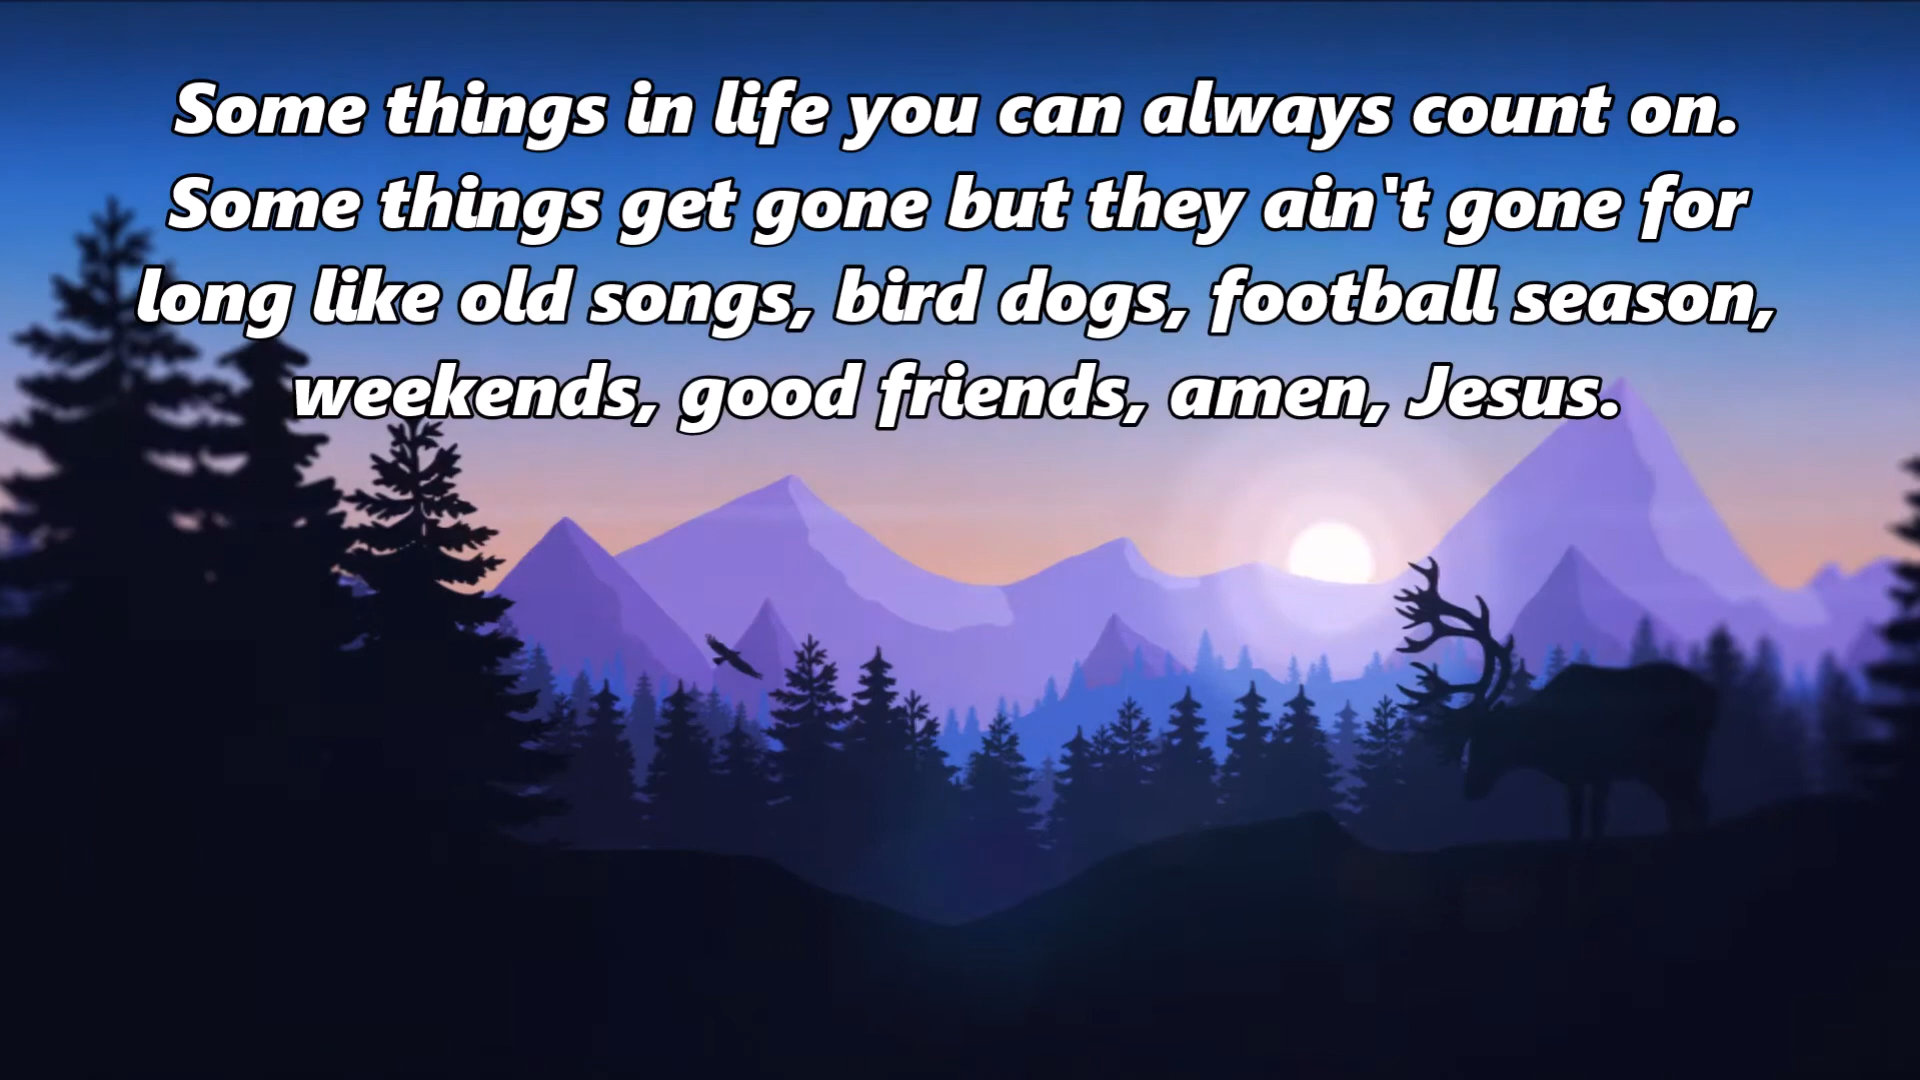 Some things in life you can always count on.
Some things get gone but they ain't gone for
long like old songs, bird dogs, football season,
weekends, good friends, amen, Jesus.